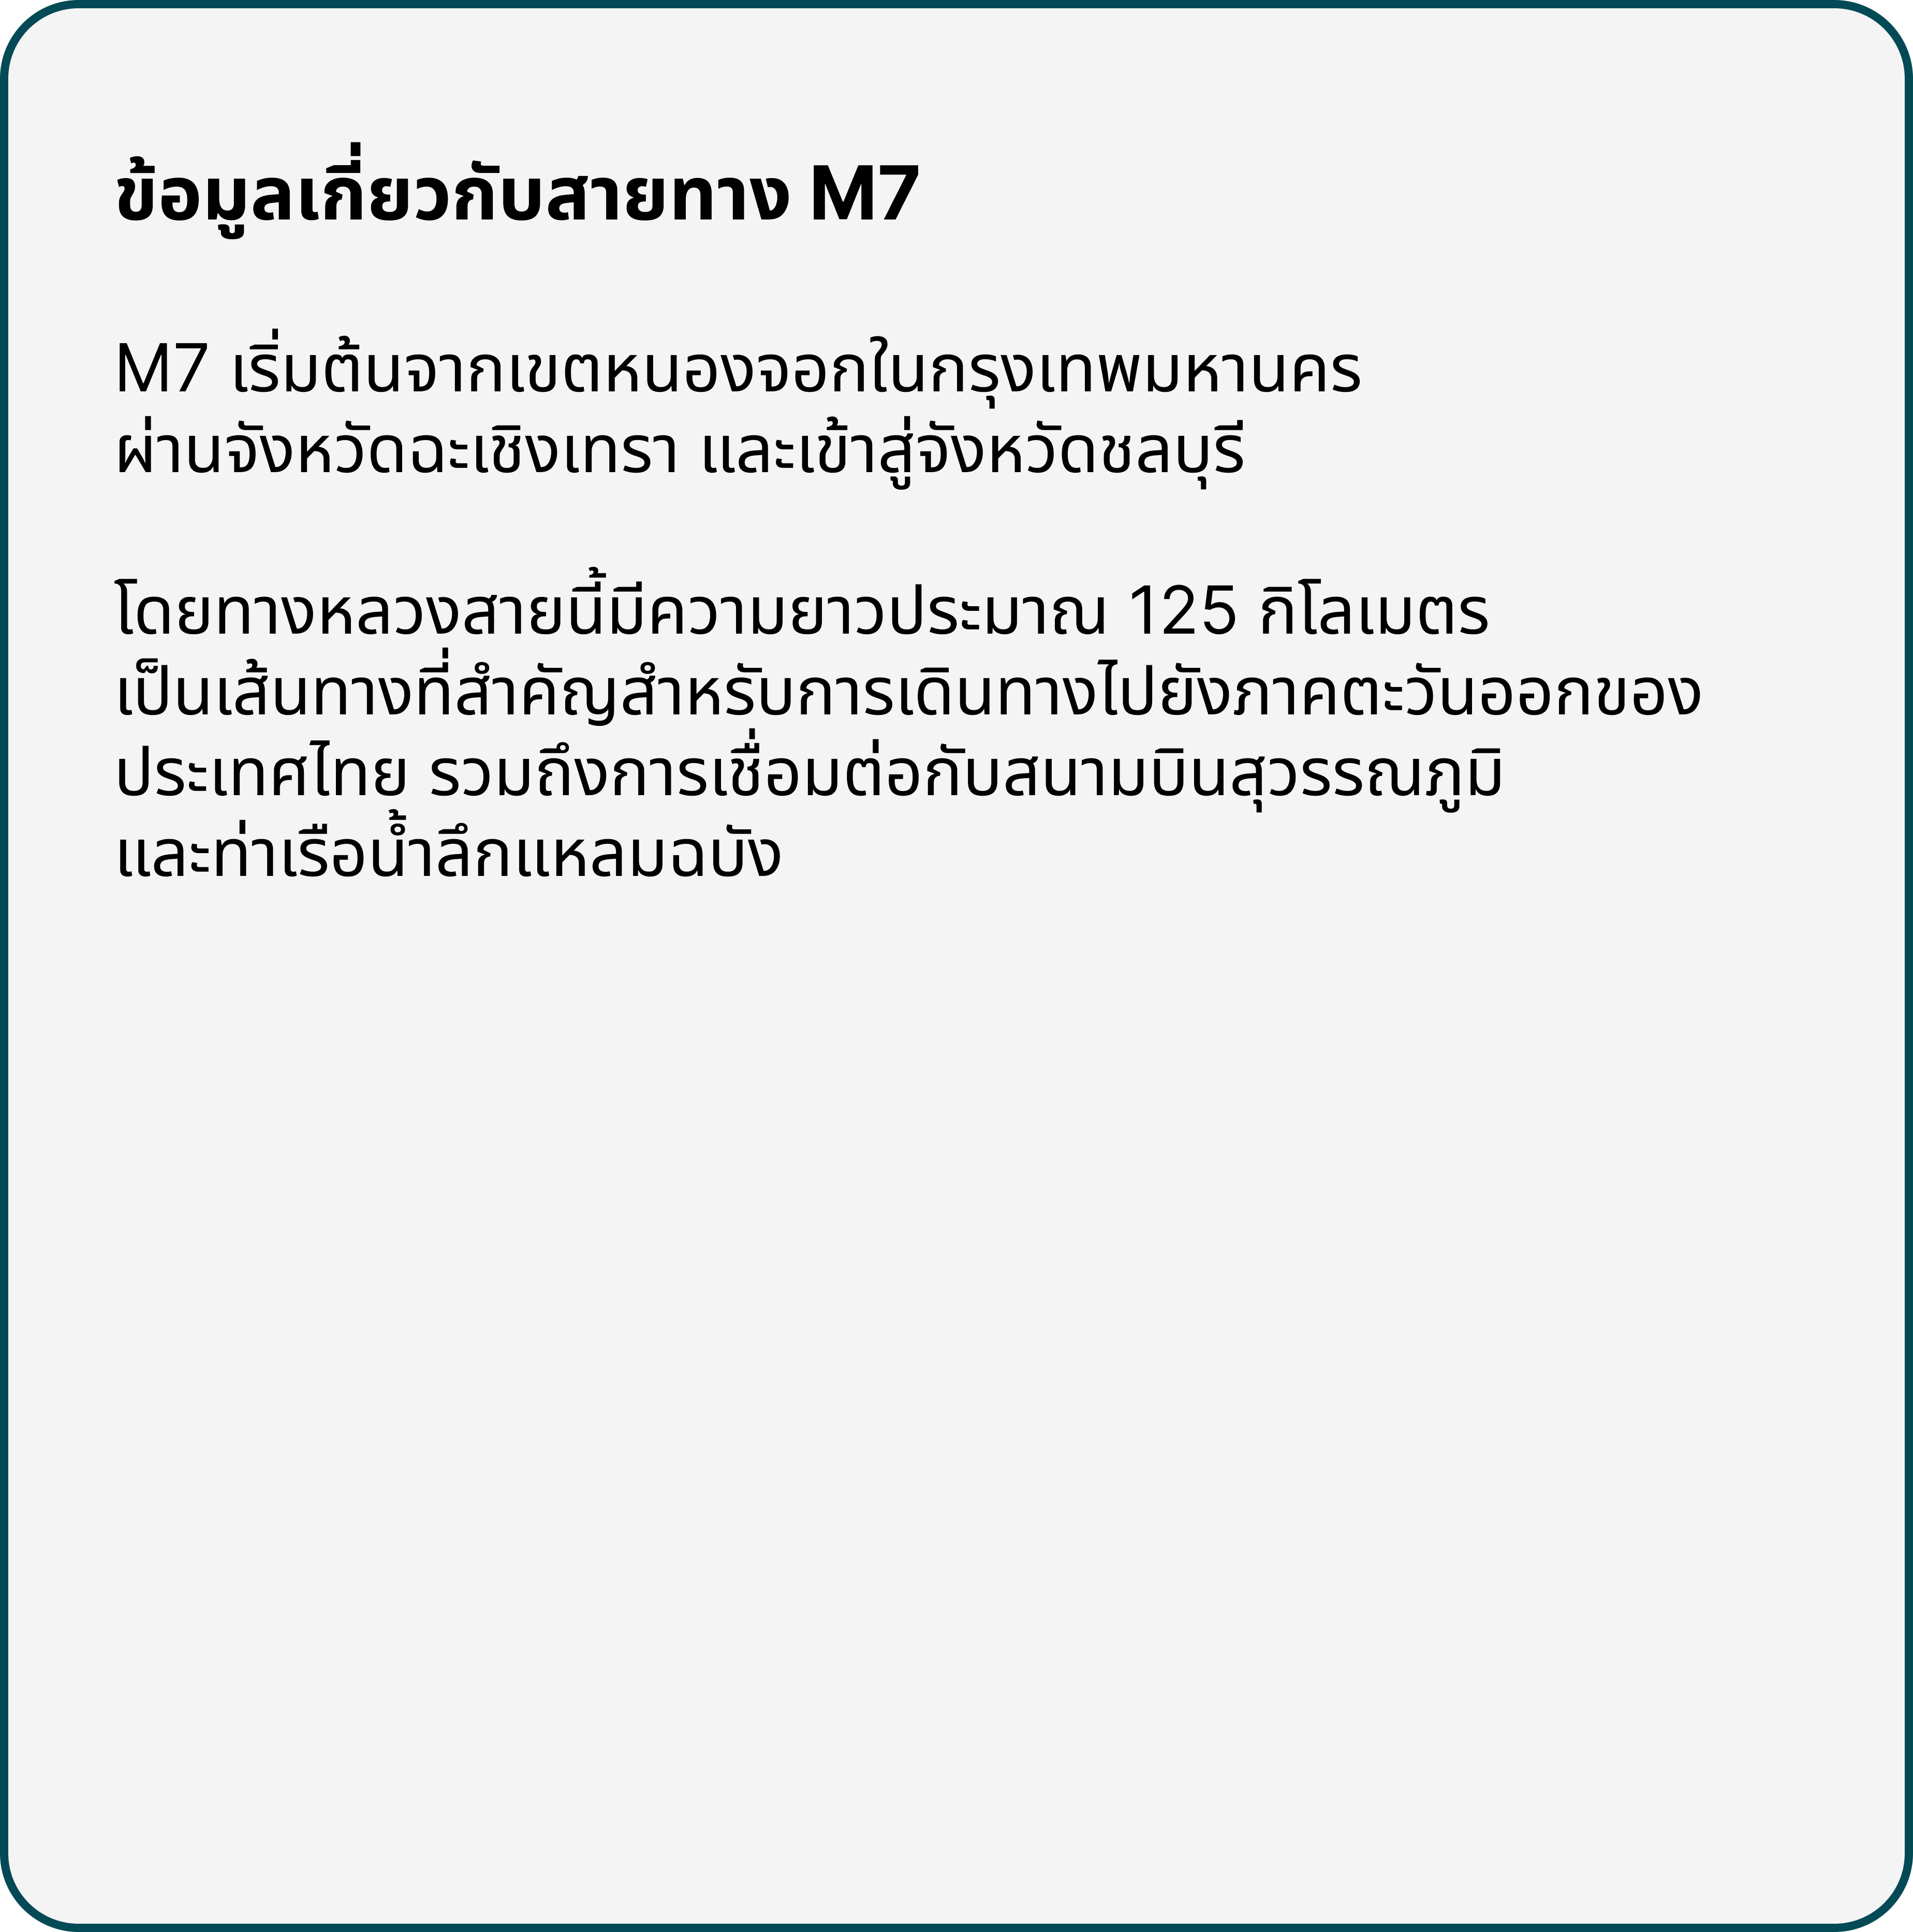 ข้อมูลเกี่ยวกับสายทาง M7
M7 เริ่มต้นจากเขตหนองจอกในกรุงเทพมหานคร
ผ่านจังหวัดฉะเชิงเทรา และเข้าสู่จังหวัดชลบุรี
โดยทางหลวงสายนี้มีความยาวประมาณ 125 กิโลเมตร
เป็นเส้นทางที่สำคัญสำหรับการเดินทางไปยังภาคตะวันออกของ
ประเทศไทย รวมถึงการเชื่อมต่อกับสนามบินสุวรรณภูมิ
และท่าเรือน้ำลึกแหลมฉบัง